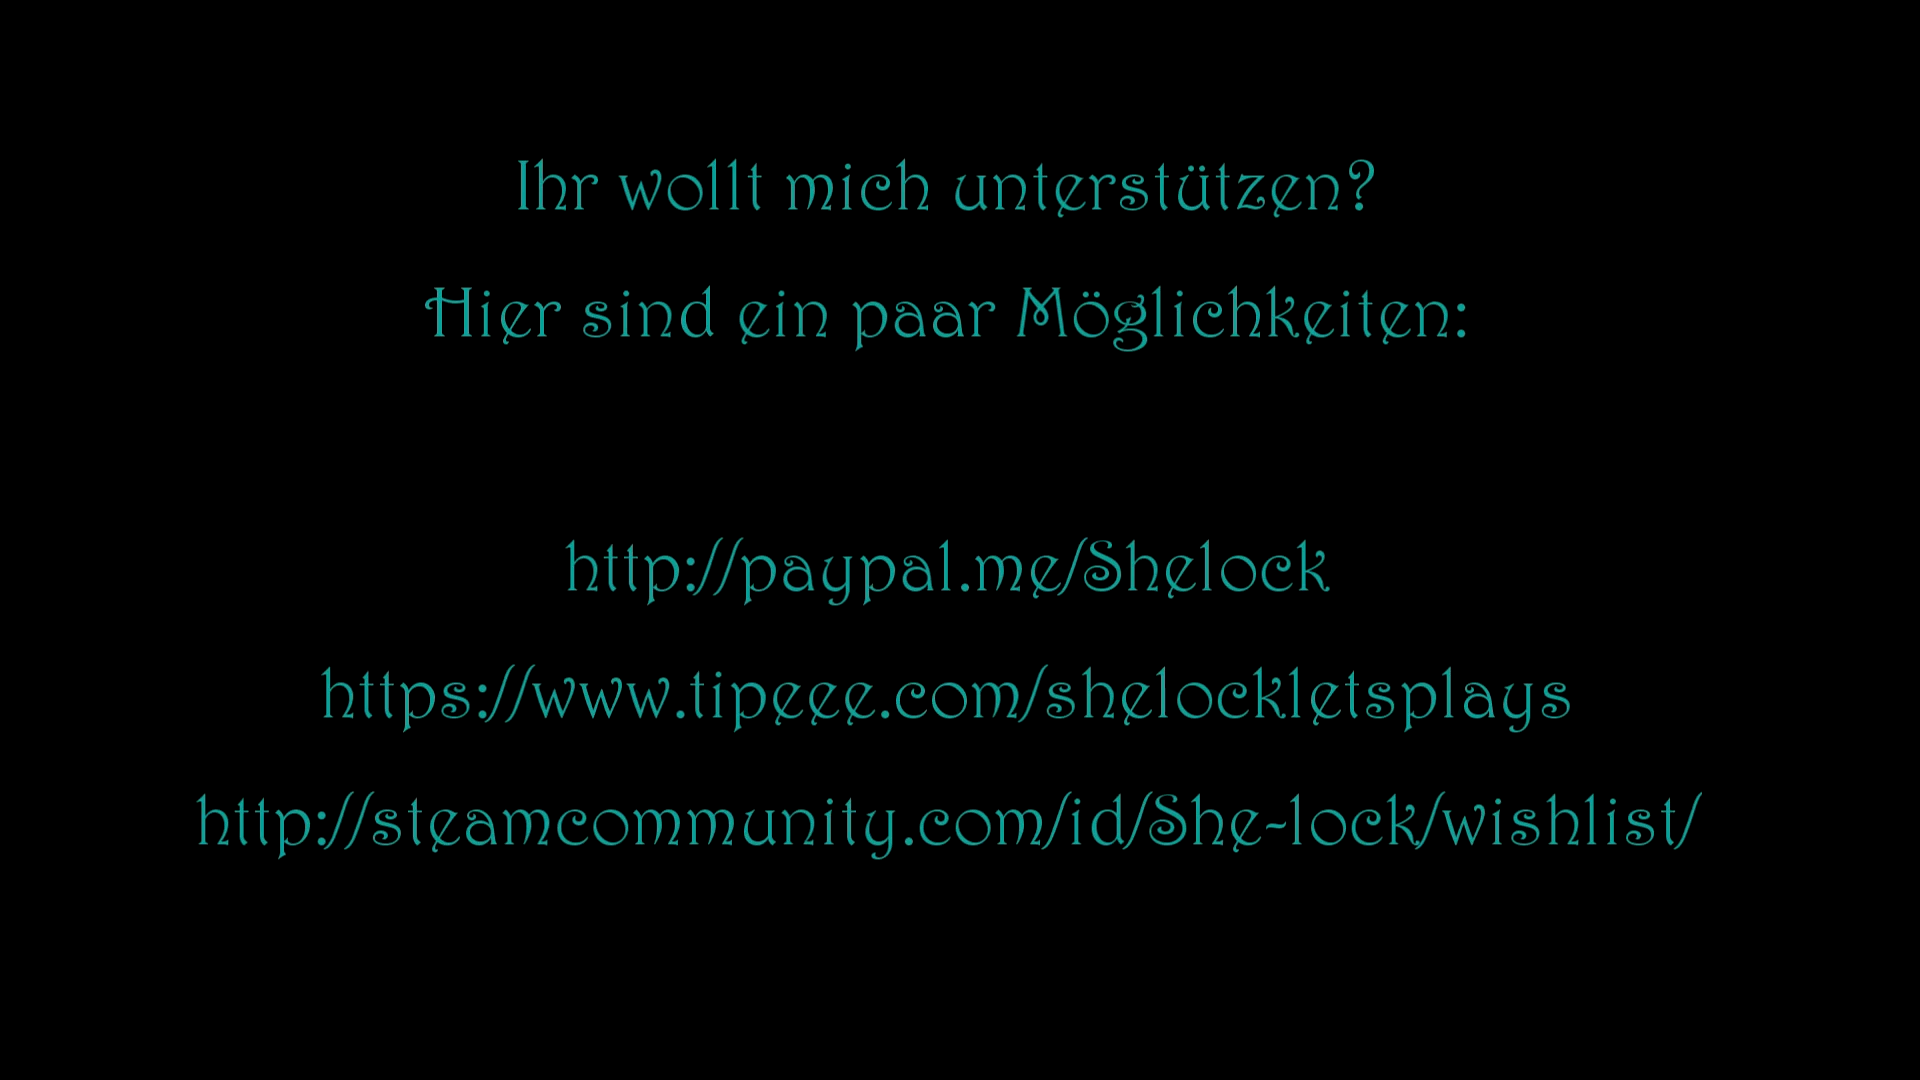 Ihr wollt mich unterstützen?
Hier sind ein paar Möglichkeiten:
http://paypal.me/Shelock
https://www.tipeee.com/shelockletsplays
http://steamcommunity.com/id/She-lock/wishlist/